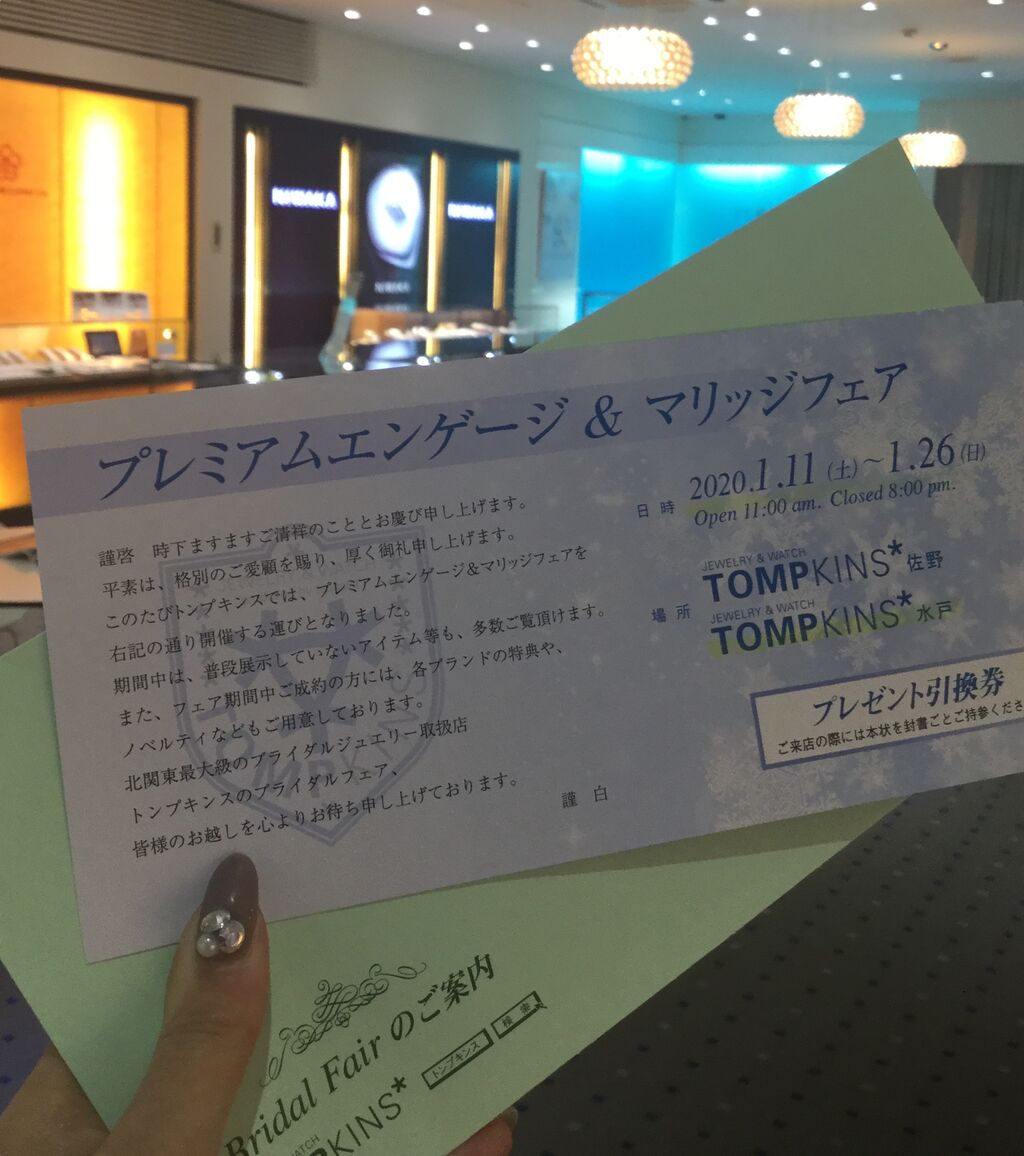 プレミアムエンゲージ & マリッジフェア
謹啓　時下ますますご清祥のこととお慶び申し上げます。
平素は、格別のご愛顧を賜り、厚く御礼申し上げます。
このたびトンプキンスでは、プレミアムエンゲージ&マリッジフェアを
右記の通り開催する運びとなりました。
期間中は、普段展示していないアイテム等も、多数ご覧頂けます。
また、フェア期間中ご成約の方には、各ブランドの特典や、
ノベルティなどもご用意しております。
北関東最大級のブライダルジュエリー取扱店
トンプキンスのブライダルフェア、
皆様のお越しを心よりお待ち申し上げております。
謹　白
日 時 2020.1.11(土)~1.26(日)
Open 11:00 am. Closed 8:00 pm.
場 所
JEWELRY & WATCH
TOMPKINS* 佐野
JEWELRY & WATCH
TOMPKINS* 水戸
プレゼント引換券
ご来店の際には本状を封書ごとご持参くださ
Bridal Fair のご案内
トンプキンス 検索
WATCH
PKINS*